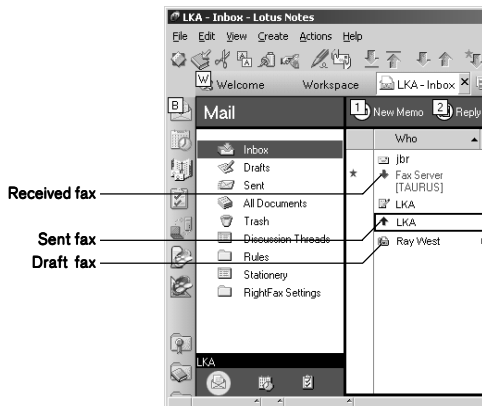 LKA - Inbox - Lotus Notes
File Edit View Create Actions Help
W Welcome Workspace LKA - Inbox
B Mail 1 New Memo 2 Reply
Who
Inbox
Drafts
Sent
All Documents
Trash
Discussion Threads
Rules
Stationery
RightFax Settings
jbr
Fax Server
[TAURUS]
LKA
LKA
Ray West
Received fax
Sent fax
Draft fax
LKA